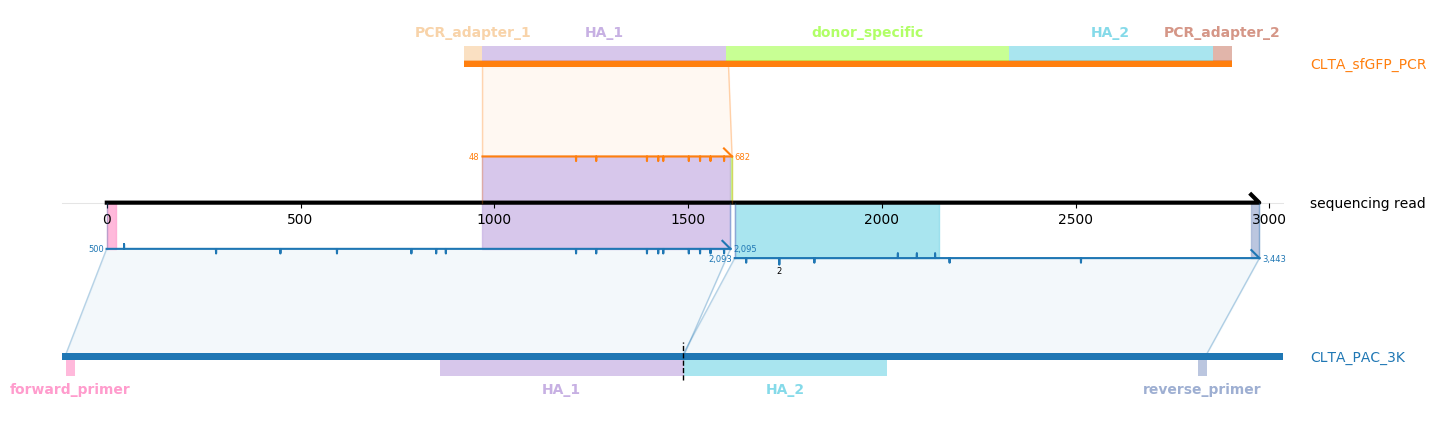 PCR_adapter_1 HA_1 donor_specific HA_2 PCR_adapter_2
CLTA_sfGFP_PCR
48 682
0 500 1000 1500 2000 2500 3000 sequencing read
500 2,095
2,093 3,443
2
CLTA_PAC_3K
forward_primer HA_1 HA_2 reverse_primer